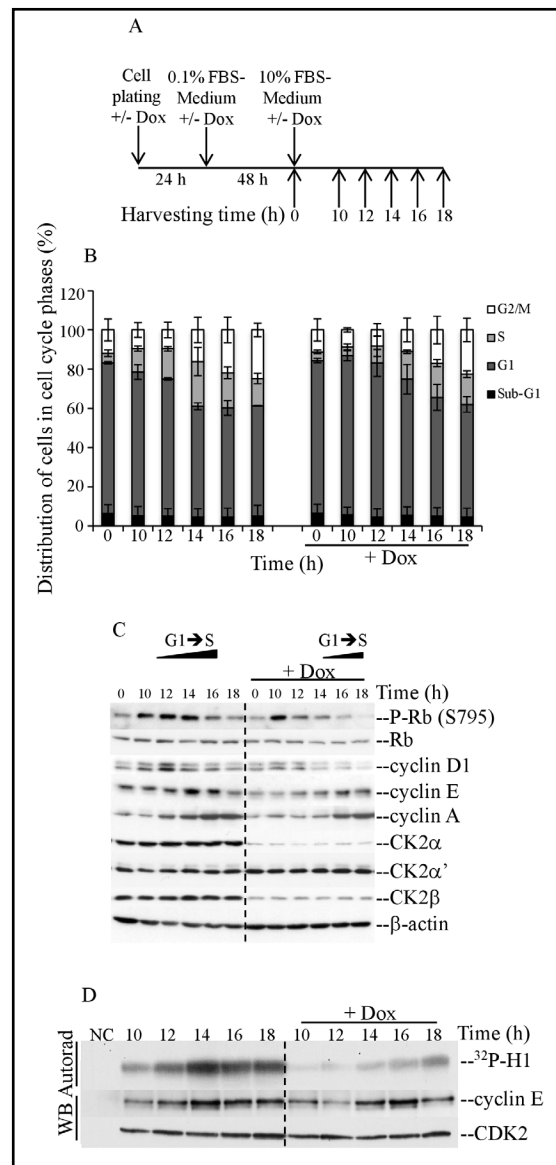 A
Cell plating +/- Dox
0.1% FBS-Medium +/- Dox
10% FBS-Medium +/- Dox
24 h
48 h
Harvesting time (h)
0 10 12 14 16 18
B
Distribution of cells in cell cycle phases (%)
120
100
80
60
40
20
0
G2/M
S
G1
Sub-G1
0 10 12 14 16 18 0 10 12 14 16 18
Time (h)
+ Dox
C
G1➔S
G1➔S
+ Dox
0 10 12 14 16 18 0 10 12 14 16 18 Time (h)
--P-Rb (S795)
--Rb
--cyclin D1
--cyclin E
--cyclin A
--CK2α
--CK2α’
--CK2β
--β-actin
D
+ Dox
NC 10 12 14 16 18 10 12 14 16 18 Time (h)
Autorad
--³²P-H1
WB
--cyclin E
--CDK2